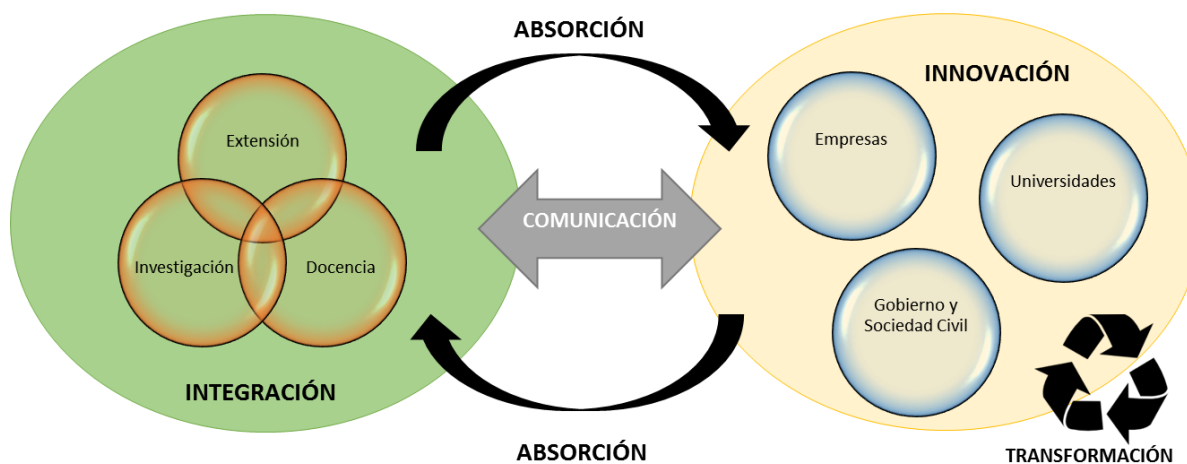 ABSORCIÓN
INNOVACIÓN
Extensión
Empresas
Universidades
COMUNICACIÓN
Investigación
Docencia
Gobierno y
Sociedad Civil
INTEGRACIÓN
ABSORCIÓN
TRANSFORMACIÓN